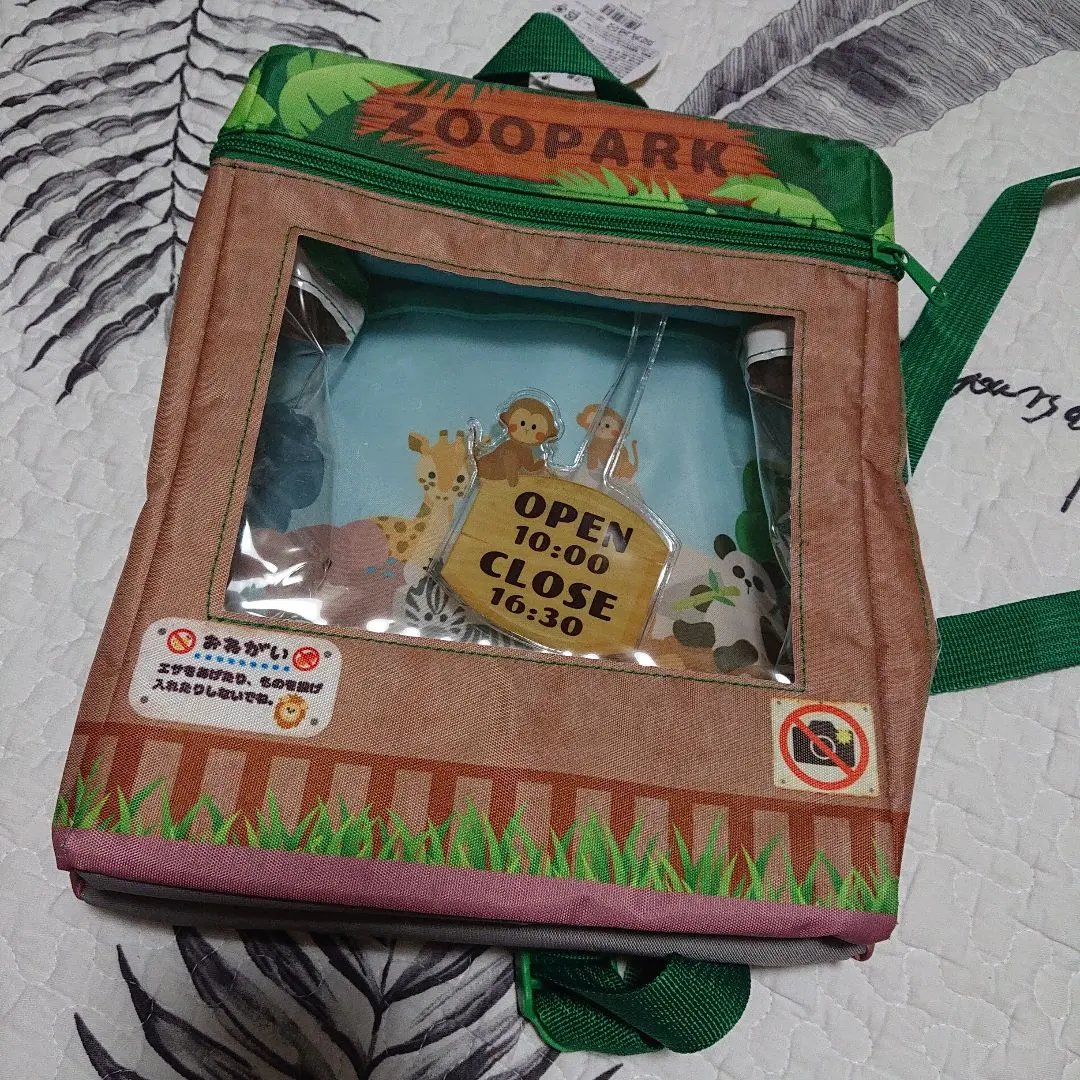 ZOOPARK
OPEN
10:00
CLOSE
16:30
おねがい
エサをあげたり、ものを投げ
入れたりしないでね。